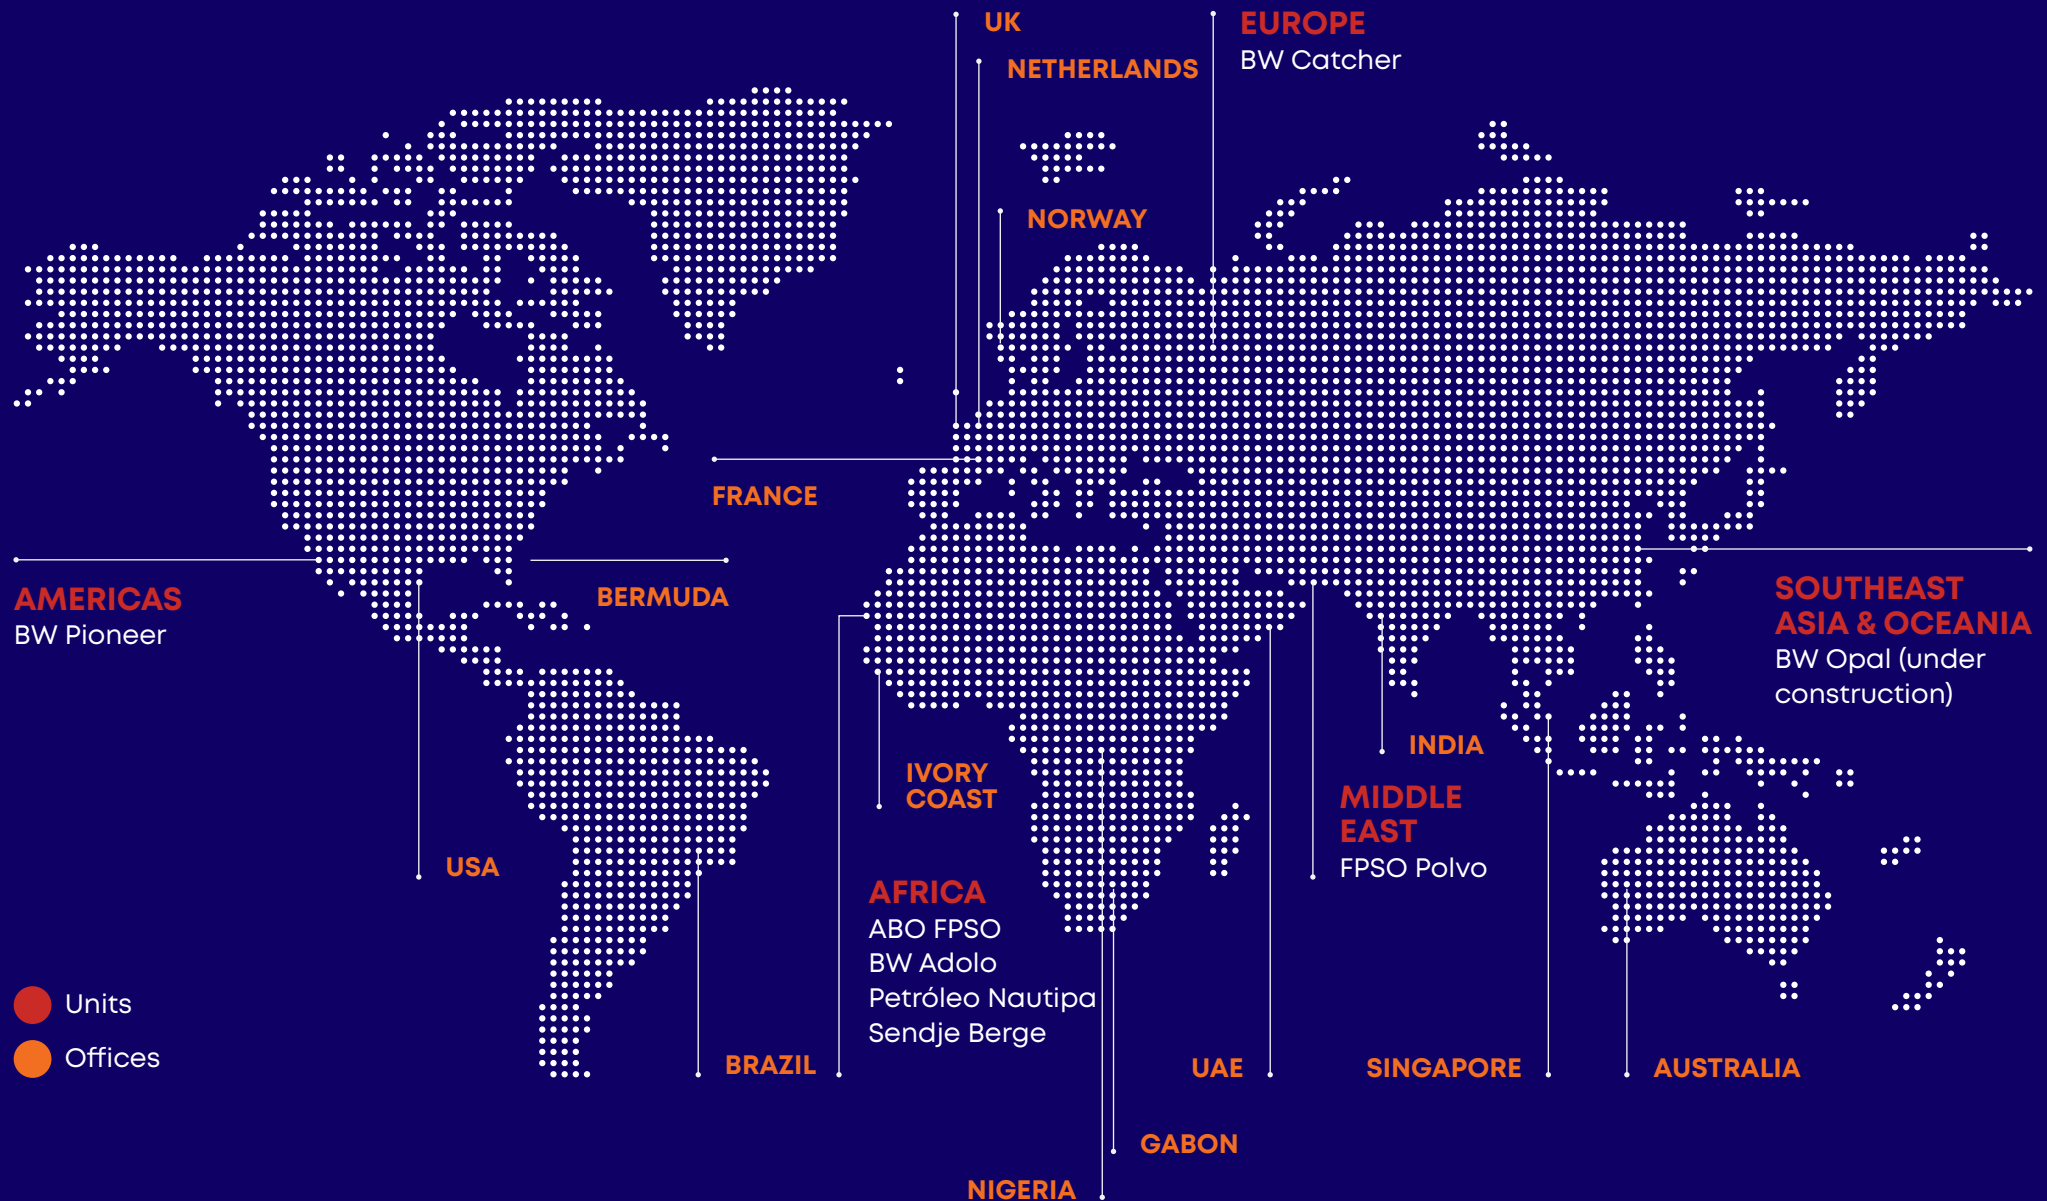 UK
NETHERLANDS
EUROPE
BW Catcher
NORWAY
FRANCE
AMERICAS
BW Pioneer
BERMUDA
SOUTHEAST
ASIA & OCEANIA
BW Opal (under
construction)
IVORY
COAST
INDIA
MIDDLE
EAST
FPSO Polvo
USA
AFRICA
ABO FPSO
BW Adolo
Petróleo Nautipa
Sendje Berge
Units
Offices
BRAZIL
UAE
SINGAPORE
AUSTRALIA
GABON
NIGERIA